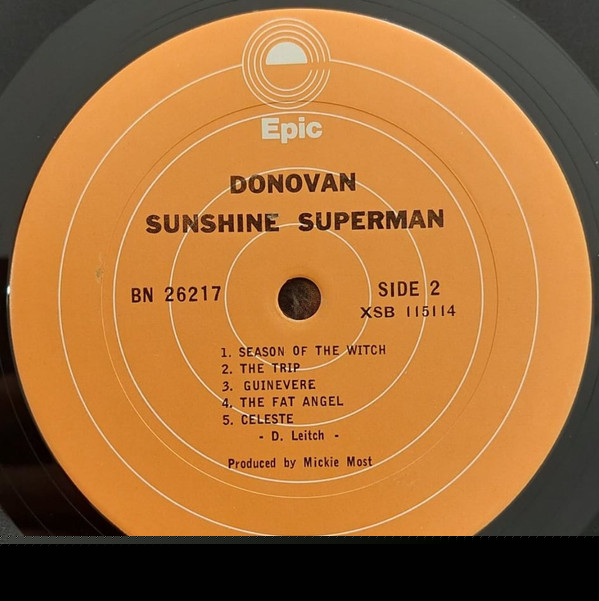 Epic
DONOVAN
SUNSHINE SUPERMAN
BN 26217
SIDE 2
XSB 115114
1. SEASON OF THE WITCH
2. THE TRIP
3. GUINEVERE
4. THE FAT ANGEL
5. CELESTE
- D. Leitch -
Produced by Mickie Most